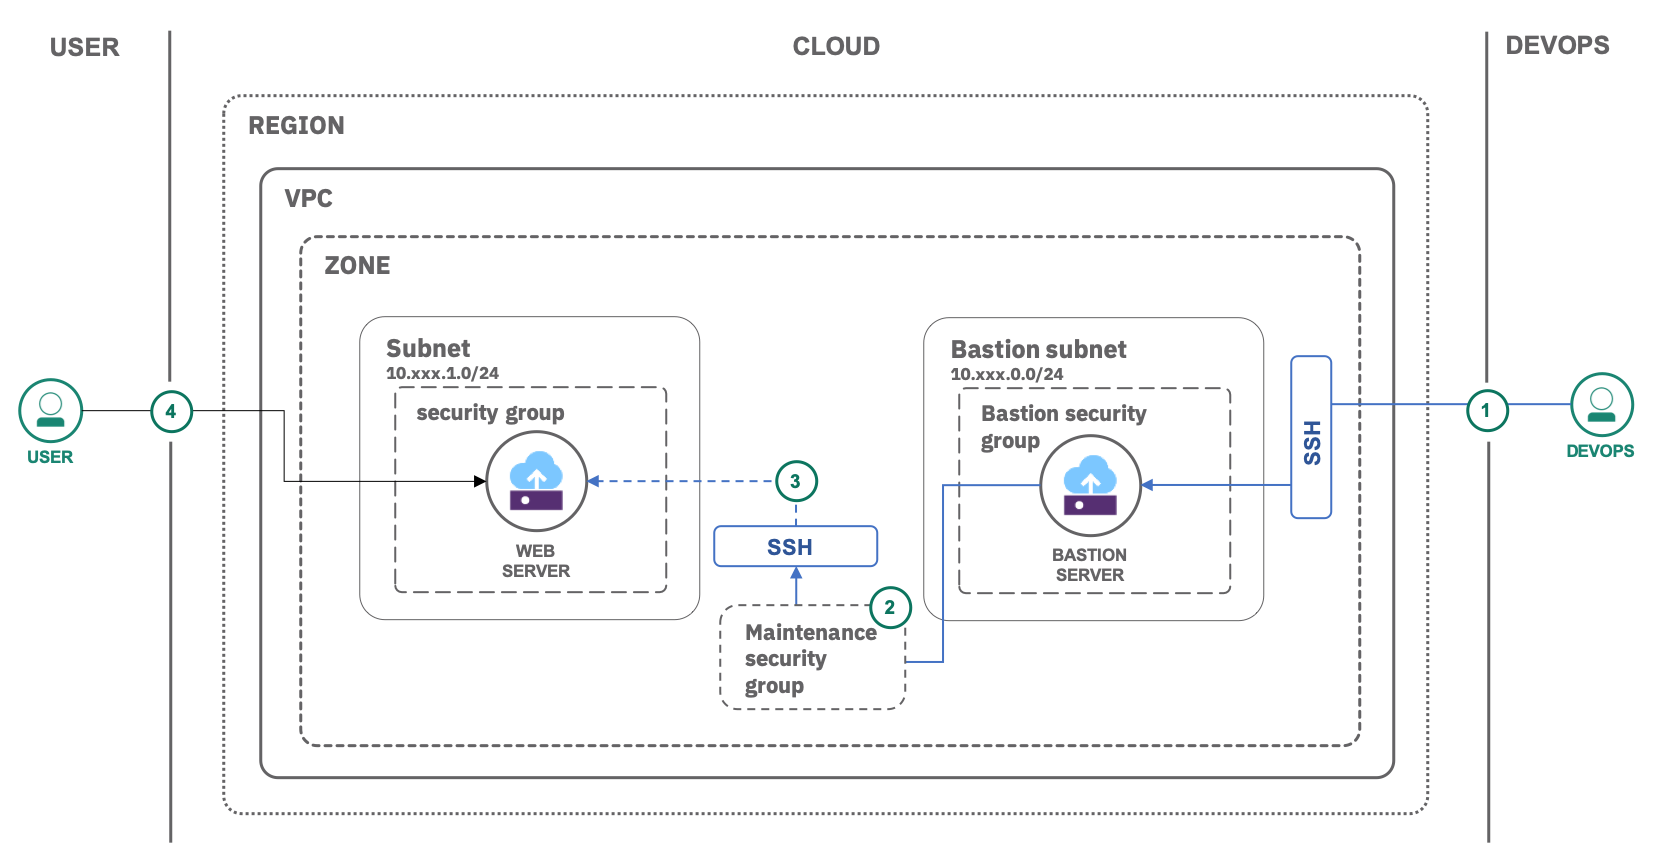 USER
CLOUD
DEVOPS
REGION
VPC
ZONE
Subnet
10.xxx.1.0/24
security group
WEB
SERVER
Bastion subnet
10.xxx.0.0/24
Bastion security
group
BASTION
SERVER
SSH
4
USER
1
DEVOPS
3
SSH
2
Maintenance
security
group